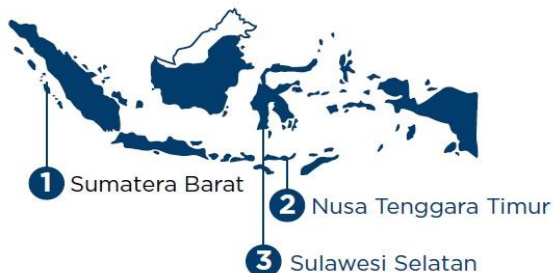 1 Sumatera Barat
2 Nusa Tenggara Timur
3 Sulawesi Selatan